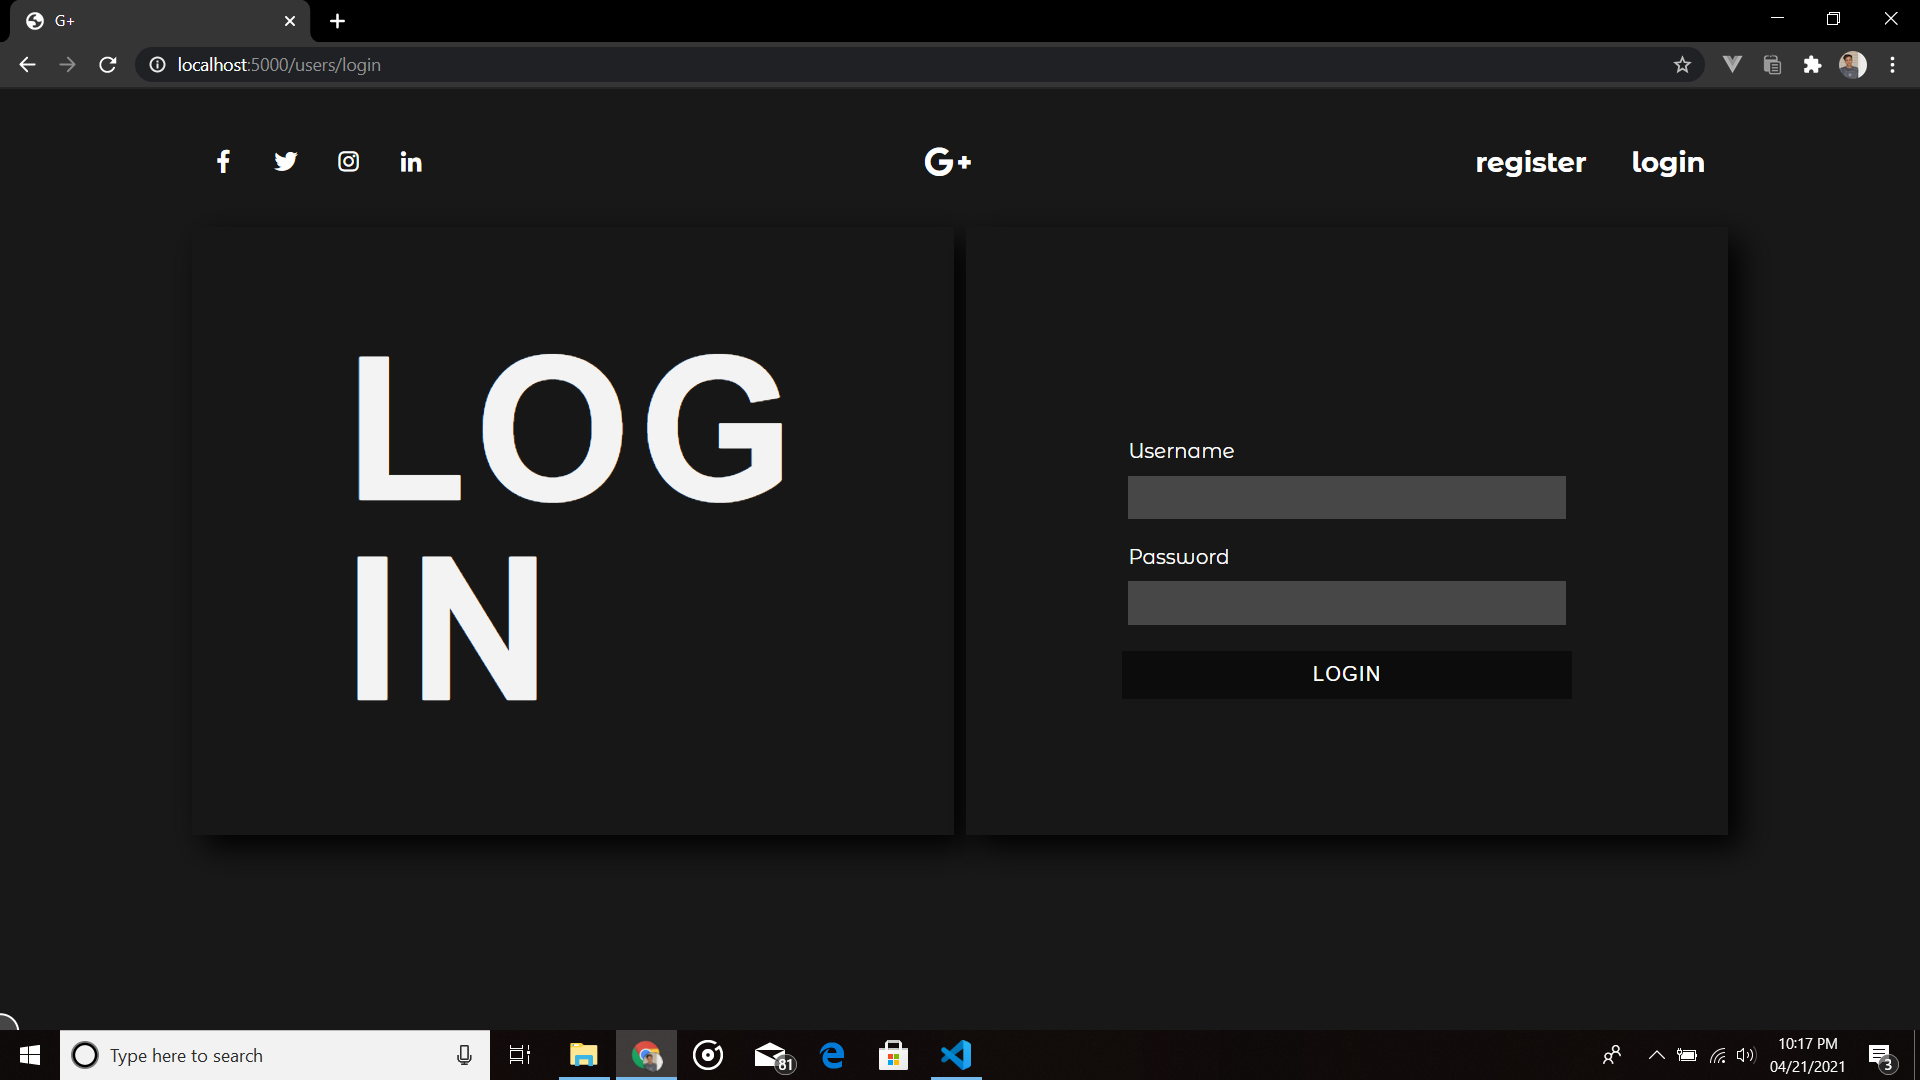 G+
localhost:5000/users/login
G+
register login
LOG
IN
Username
Password
LOGIN
Type here to search
81
10:17 PM
04/21/2021
3